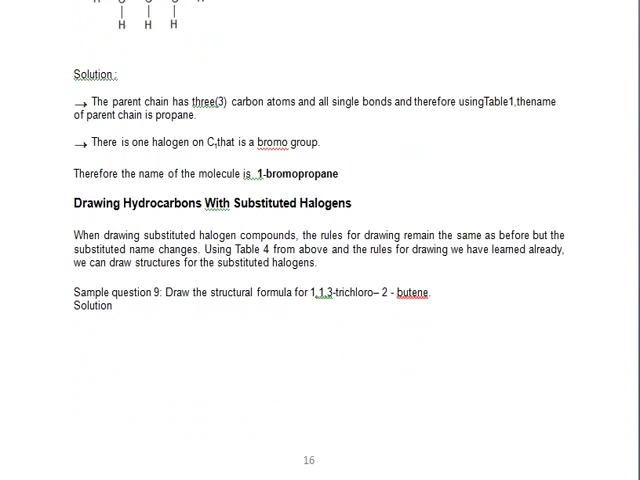 H H H
Solution :
→ The parent chain has three(3) carbon atoms and all single bonds and therefore usingTable1,thename
of parent chain is propane.
→ There is one halogen on C,that is a bromo group.
Therefore the name of the molecule is 1-bromopropane
Drawing Hydrocarbons With Substituted Halogens
When drawing substituted halogen compounds, the rules for drawing remain the same as before but the
substituted name changes. Using Table 4 from above and the rules for drawing we have learned already,
we can draw structures for the substituted halogens.
Sample question 9: Draw the structural formula for 1,1,3-trichloro– 2 - butene.
Solution
16